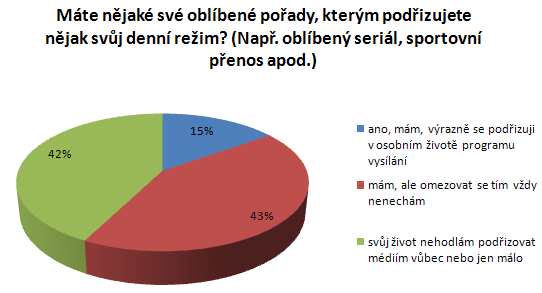 Máte nějaké své oblíbené pořady, kterým podřizujete
nějak svůj denní režim? (Např. oblíbený seriál, sportovní
přenos apod.)
15%
42%
43%
ano, mám, výrazně se podřizuji
v osobním životě programu
vysílání
mám, ale omezovat se tím vždy
nenechám
svůj život nehodlám podřizovat
médiím vůbec nebo jen málo